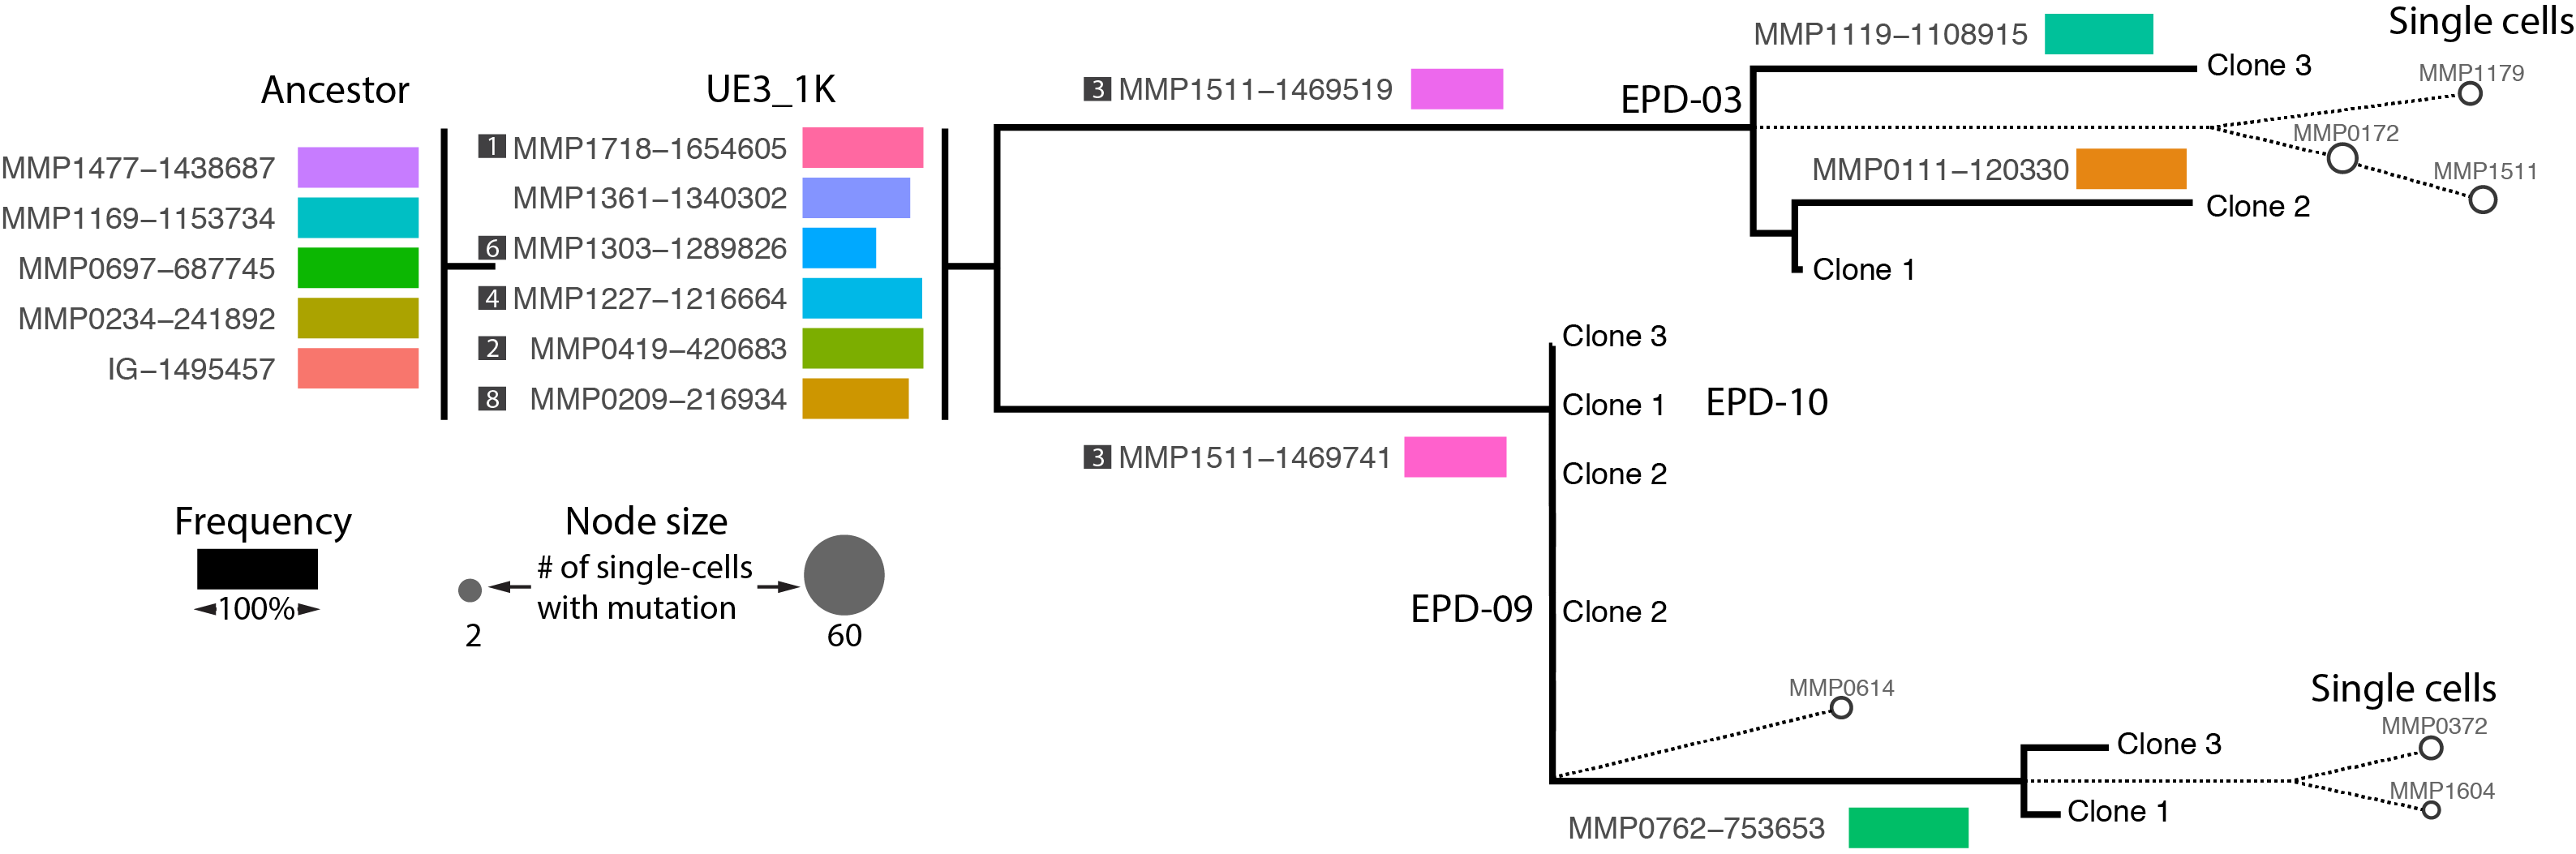 Ancestor
MMP1477–1438687
MMP1169–1153734
MMP0697–687745
MMP0234–241892
IG–1495457
UE3_1K
1 MMP1718–1654605
MMP1361–1340302
6 MMP1303–1289826
4 MMP1227–1216664
2 MMP0419–420683
8 MMP0209–216934
3 MMP1511–1469519
3 MMP1511–1469741
EPD-03
MMP1119–1108915
Clone 3
MMP0111–120330
Clone 2
Clone 1
Single cells
MMP1179
MMP0172
MMP1511
Clone 3
Clone 1
EPD-10
Clone 2
EPD-09
Clone 2
MMP0614
MMP0762–753653
Clone 3
Clone 1
Single cells
MMP0372
MMP1604
Frequency
100%
Node size
# of single-cells
with mutation
2
60